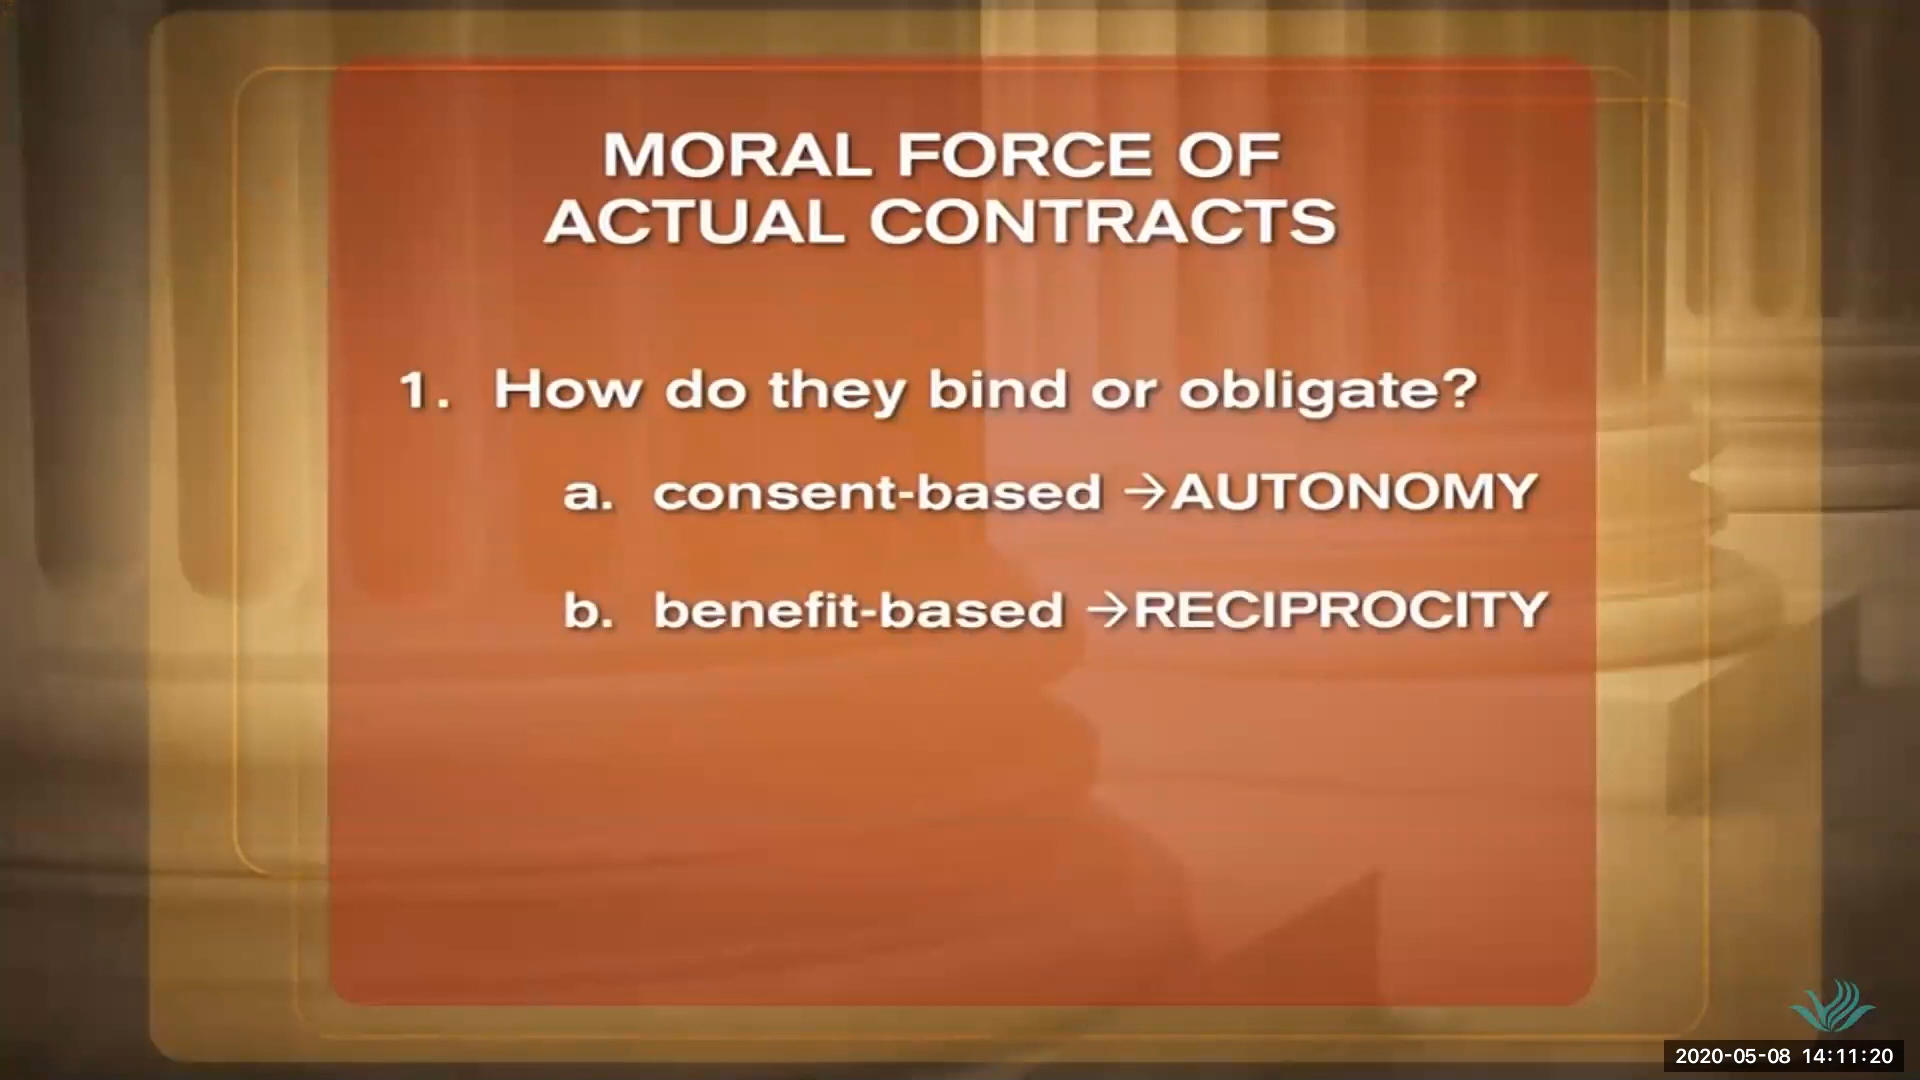 MORAL FORCE OF
ACTUAL CONTRACTS
1. How do they bind or obligate?
a. consent-based →AUTONOMY
b. benefit-based →RECIPROCITY
2020-05-08 14:11:20